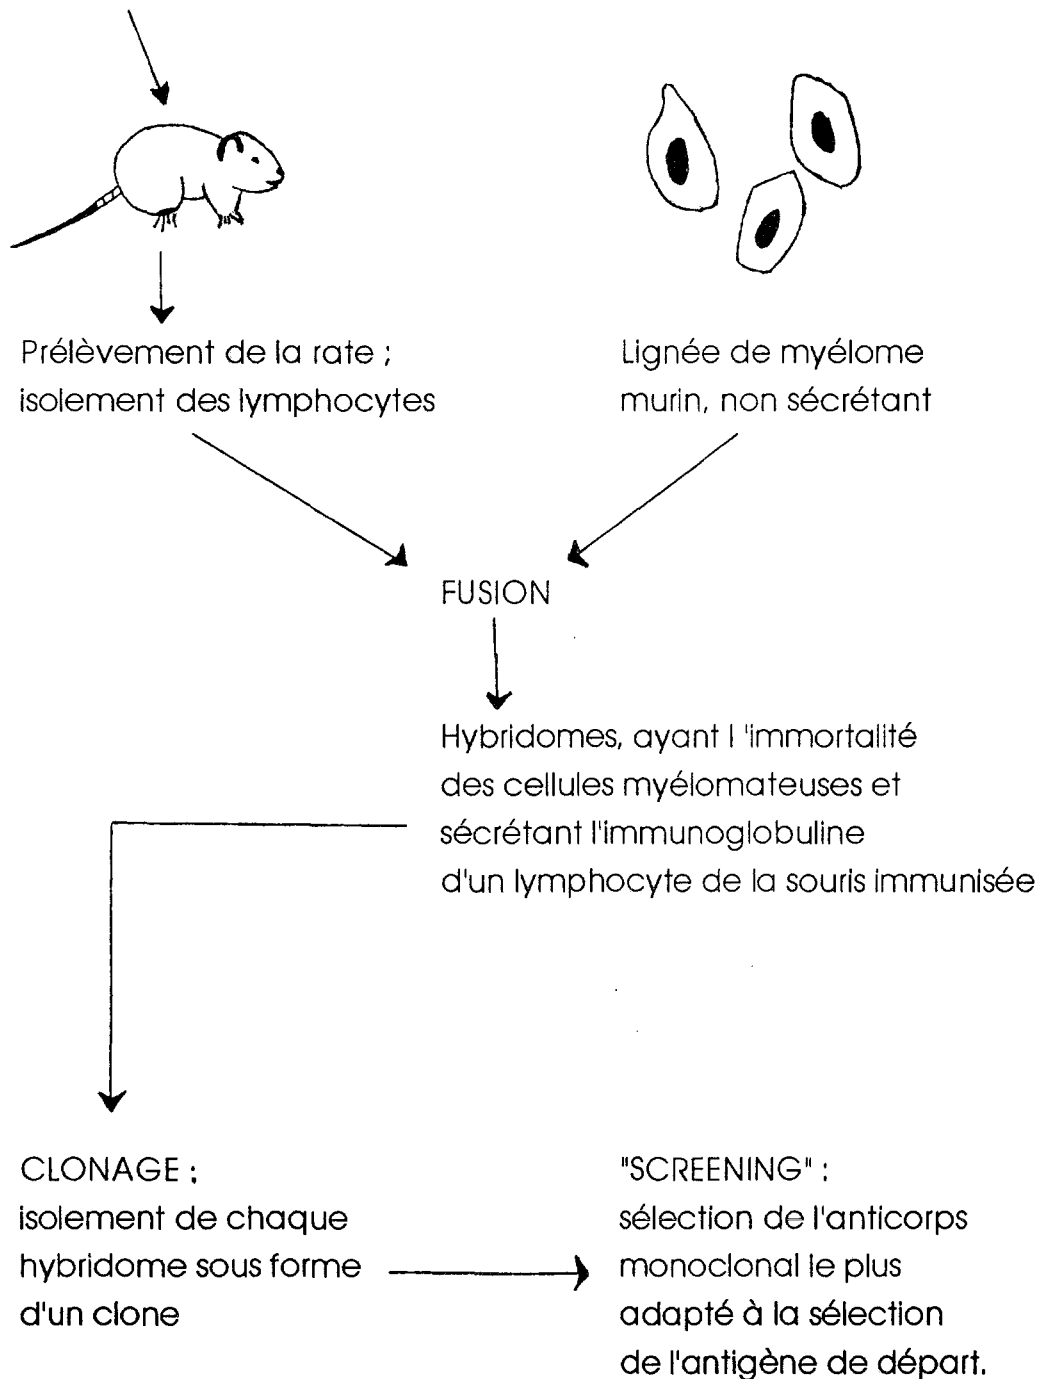 Prélèvement de la rate ;
isolement des lymphocytes
Lignée de myélome
murin, non sécrétant
FUSION
Hybridomes, ayant l 'immortalité
des cellules myélomateuses et
sécrétant l'immunoglobuline
d'un lymphocyte de la souris immunisée
CLONAGE :
isolement de chaque
hybridome sous forme
d'un clone
"SCREENING" :
sélection de l'anticorps
monoclonal le plus
adapté à la sélection
de l'antigène de départ.